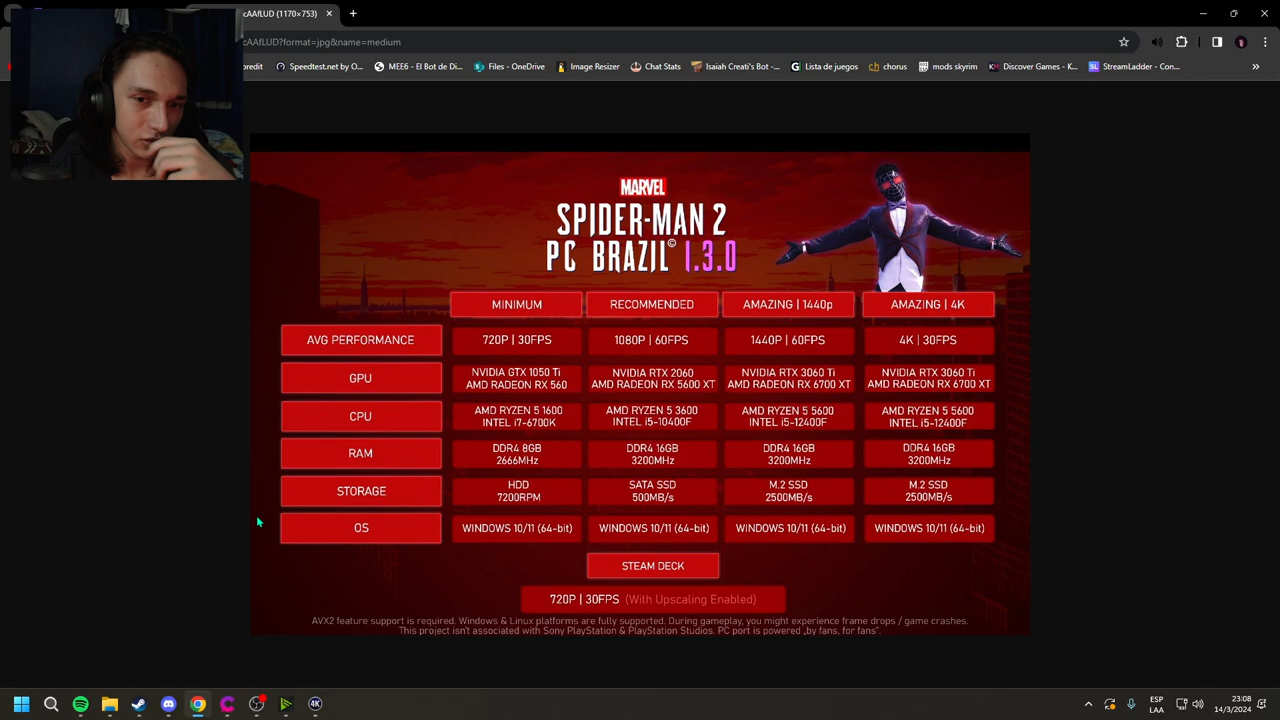 cAAfLUD (1170×753)
cAAfLUD?format=jpg&name=medium
edit
Speedtest.net by O...
MEE6 - El Bot de Di...
Files - OneDrive
Image Resizer
Chat Stats
Isaiah Creati's Bot -...
Lista de juegos
chorus
mods skyrim
Discover Games - K...
StreamLadder - Con...
MARVEL
SPIDER-MAN 2
PC BRAZIL© 1.3.0
MINIMUM RECOMMENDED AMAZING | 1440p AMAZING | 4K
AVG PERFORMANCE 720P | 30FPS 1080P | 60FPS 1440P | 60FPS 4K | 30FPS
GPU
NVIDIA GTX 1050 Ti NVIDIA RTX 2060 NVIDIA RTX 3060 Ti NVIDIA RTX 3060 Ti
AMD RADEON RX 560 AMD RADEON RX 5600 XT AMD RADEON RX 6700 XT AMD RADEON RX 6700 XT
CPU
AMD RYZEN 5 1600 AMD RYZEN 5 3600 AMD RYZEN 5 5600 AMD RYZEN 5 5600
INTEL i7-6700K INTEL i5-10400F INTEL i5-12400F INTEL i5-12400F
RAM
DDR4 8GB DDR4 16GB DDR4 16GB DDR4 16GB
2666MHz 3200MHz 3200MHz 3200MHz
STORAGE
HDD SATA SSD M.2 SSD M.2 SSD
7200RPM 500MB/s 2500MB/s 2500MB/s
OS WINDOWS 10/11 (64-bit) WINDOWS 10/11 (64-bit) WINDOWS 10/11 (64-bit) WINDOWS 10/11 (64-bit)
STEAM DECK
720P | 30FPS (With Upscaling Enabled)
AVX2 feature support is required. Windows & Linux platforms are fully supported. During gameplay, you might experience frame drops / game crashes.
This project isn't associated with Sony PlayStation & PlayStation Studios. PC port is powered „by fans, for fans".
4K
ESP
LAA
23:08
14/3/2024